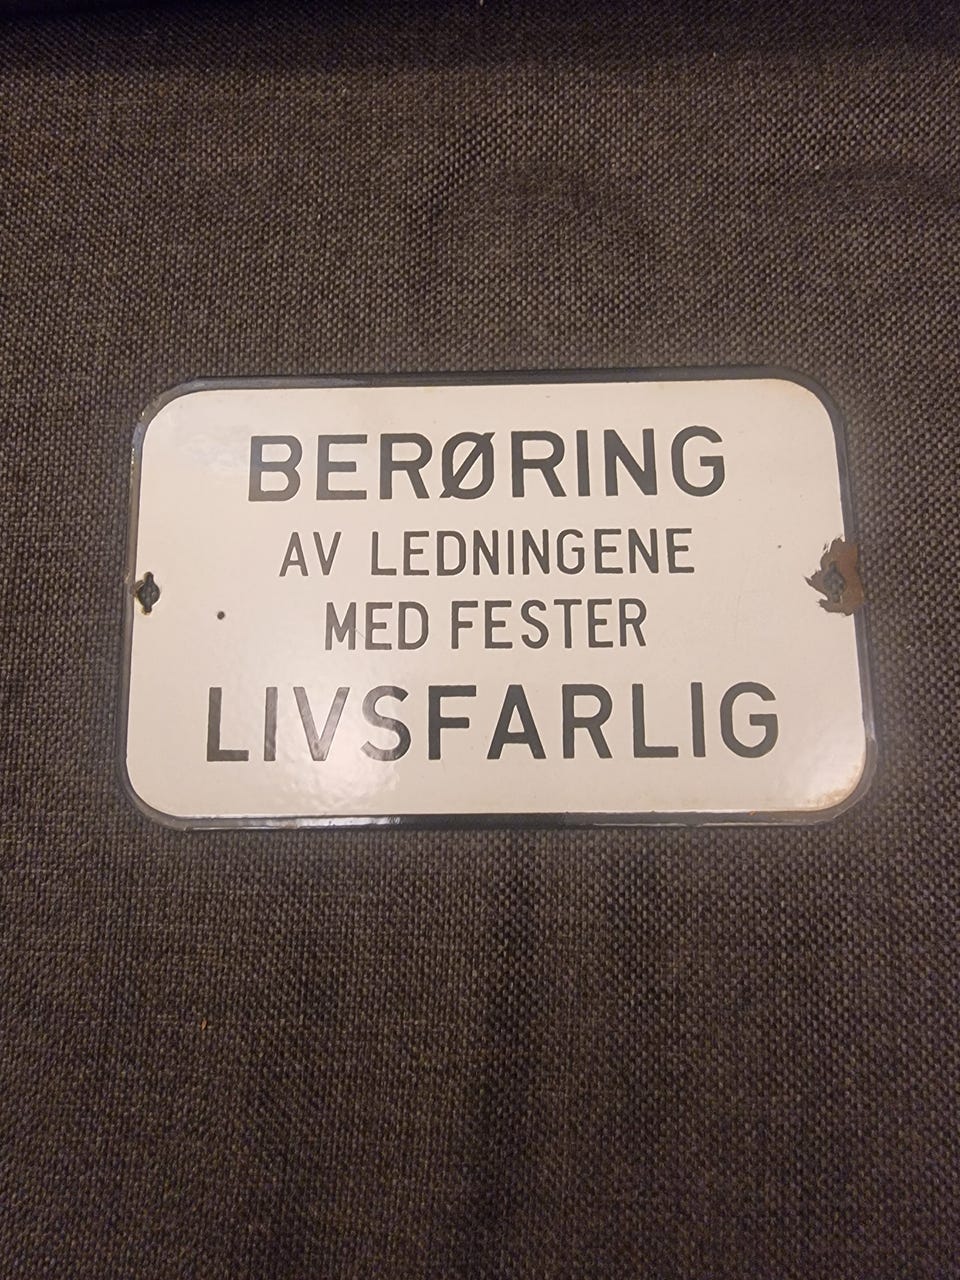 BERØRING
AV LEDNINGENE
MED FESTER
LIVSFARLIG